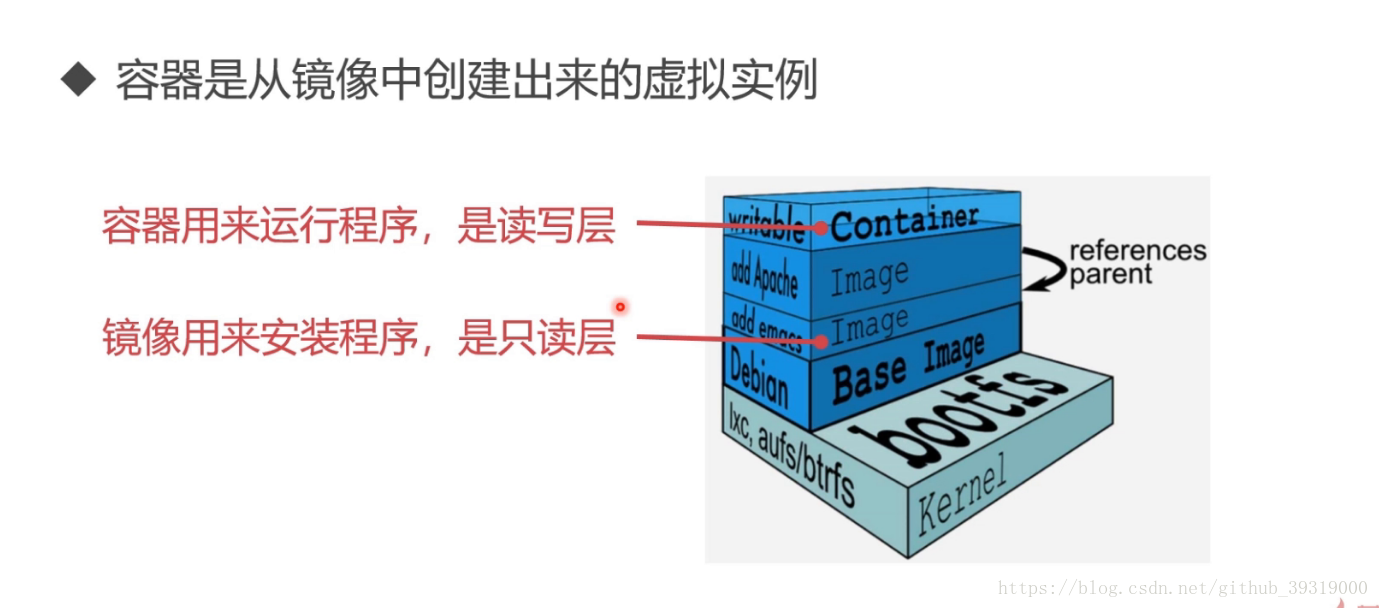 容器是从镜像中创建出来的虚拟实例
容器用来运行程序，是读写层
镜像用来安装程序，是只读层
writable
Container
add Apache
Image
references
parent
add emacs
Image
Debian
Base Image
lxc, aufs/btrfs
bootfs
Kernel
https://blog.csdn.net/github_39319000